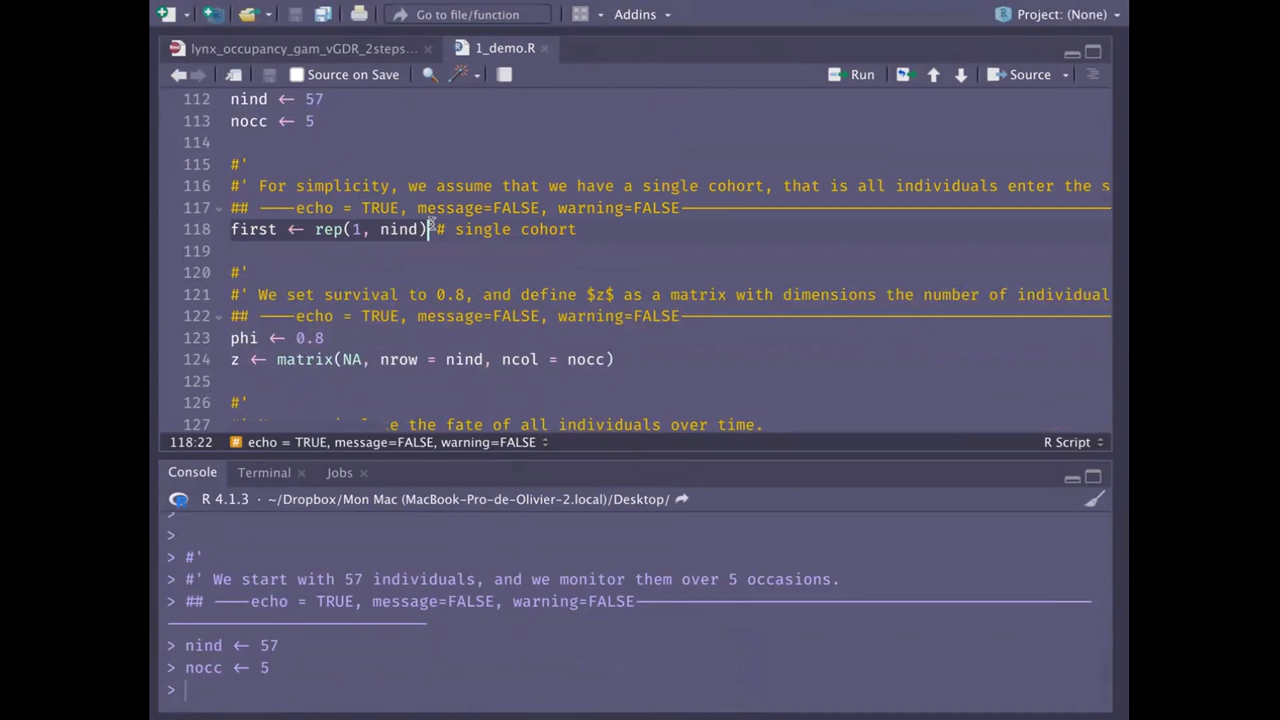 Go to file/function
Addins
Project: (None)
lynx_occupancy_gam_vGDR_2steps...
1_demo.R
Source on Save
Run
Source
112 nind ← 57
113 nocc ← 5
114
115 #'
116 #' For simplicity, we assume that we have a single cohort, that is all individuals enter the s
117 ## ----echo = TRUE, message=FALSE, warning=FALSE----
118 first ← rep(1, nind) # single cohort
119
120 #'
121 #' We set survival to 0.8, and define $z$ as a matrix with dimensions the number of individual
122 ## ----echo = TRUE, message=FALSE, warning=FALSE----
123 phi ← 0.8
124 z ← matrix(NA, nrow = nind, ncol = nocc)
125
126 #'
127 the fate of all individuals over time.
118:22 # echo = TRUE, message=FALSE, warning=FALSE
R Script
Console Terminal Jobs
R 4.1.3 · ~/Dropbox/Mon Mac (MacBook-Pro-de-Olivier-2.local)/Desktop/
>
>
> #'
> #' We start with 57 individuals, and we monitor them over 5 occasions.
> ## ----echo = TRUE, message=FALSE, warning=FALSE----
> nind ← 57
> nocc ← 5
>